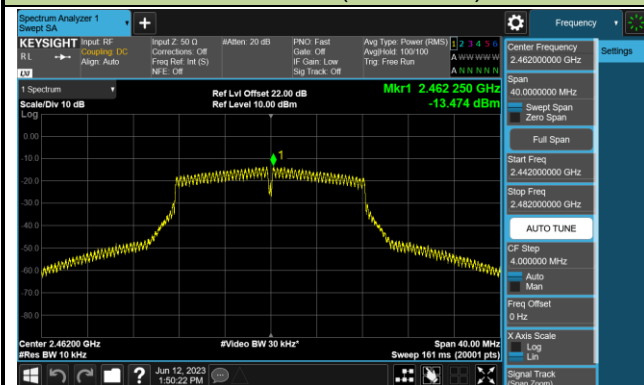 Spectrum Analyzer 1
Swept SA
+
Frequency
KEYSIGHT
RL
LXI
Input: RF
Coupling: DC
Align: Auto
Input Z: 50 Ω
Corrections: Off
Freq Ref: Int (S)
NFE: Off
#Atten: 20 dB
PNO: Fast
Gate: Off
IF Gain: Low
Sig Track: Off
Avg Type: Power (RMS)
Avg|Hold: 100/100
Trig: Free Run
1 2 3 4 5 6
A W W W W W
A N N N N N
Center Frequency
2.462000000 GHz
Settings
Span
40.0000000 MHz
Swept Span
Zero Span
Full Span
Start Freq
2.442000000 GHz
Stop Freq
2.482000000 GHz
AUTO TUNE
CF Step
4.000000 MHz
Auto
Man
Freq Offset
0 Hz
X Axis Scale
Log
Lin
Signal Track
(Span Zoom)
1 Spectrum
Scale/Div 10 dB
Log
Ref Lvl Offset 22.00 dB
Ref Level 10.00 dBm
Mkr1 2.462 250 GHz
-13.474 dBm
0.00
-10.0
-20.0
-30.0
-40.0
-50.0
-60.0
-70.0
-80.0
1
Center 2.46200 GHz
#Res BW 10 kHz
#Video BW 30 kHz*
Span 40.00 MHz
Sweep 161 ms (20001 pts)
?
Jun 12, 2023
1:50:22 PM